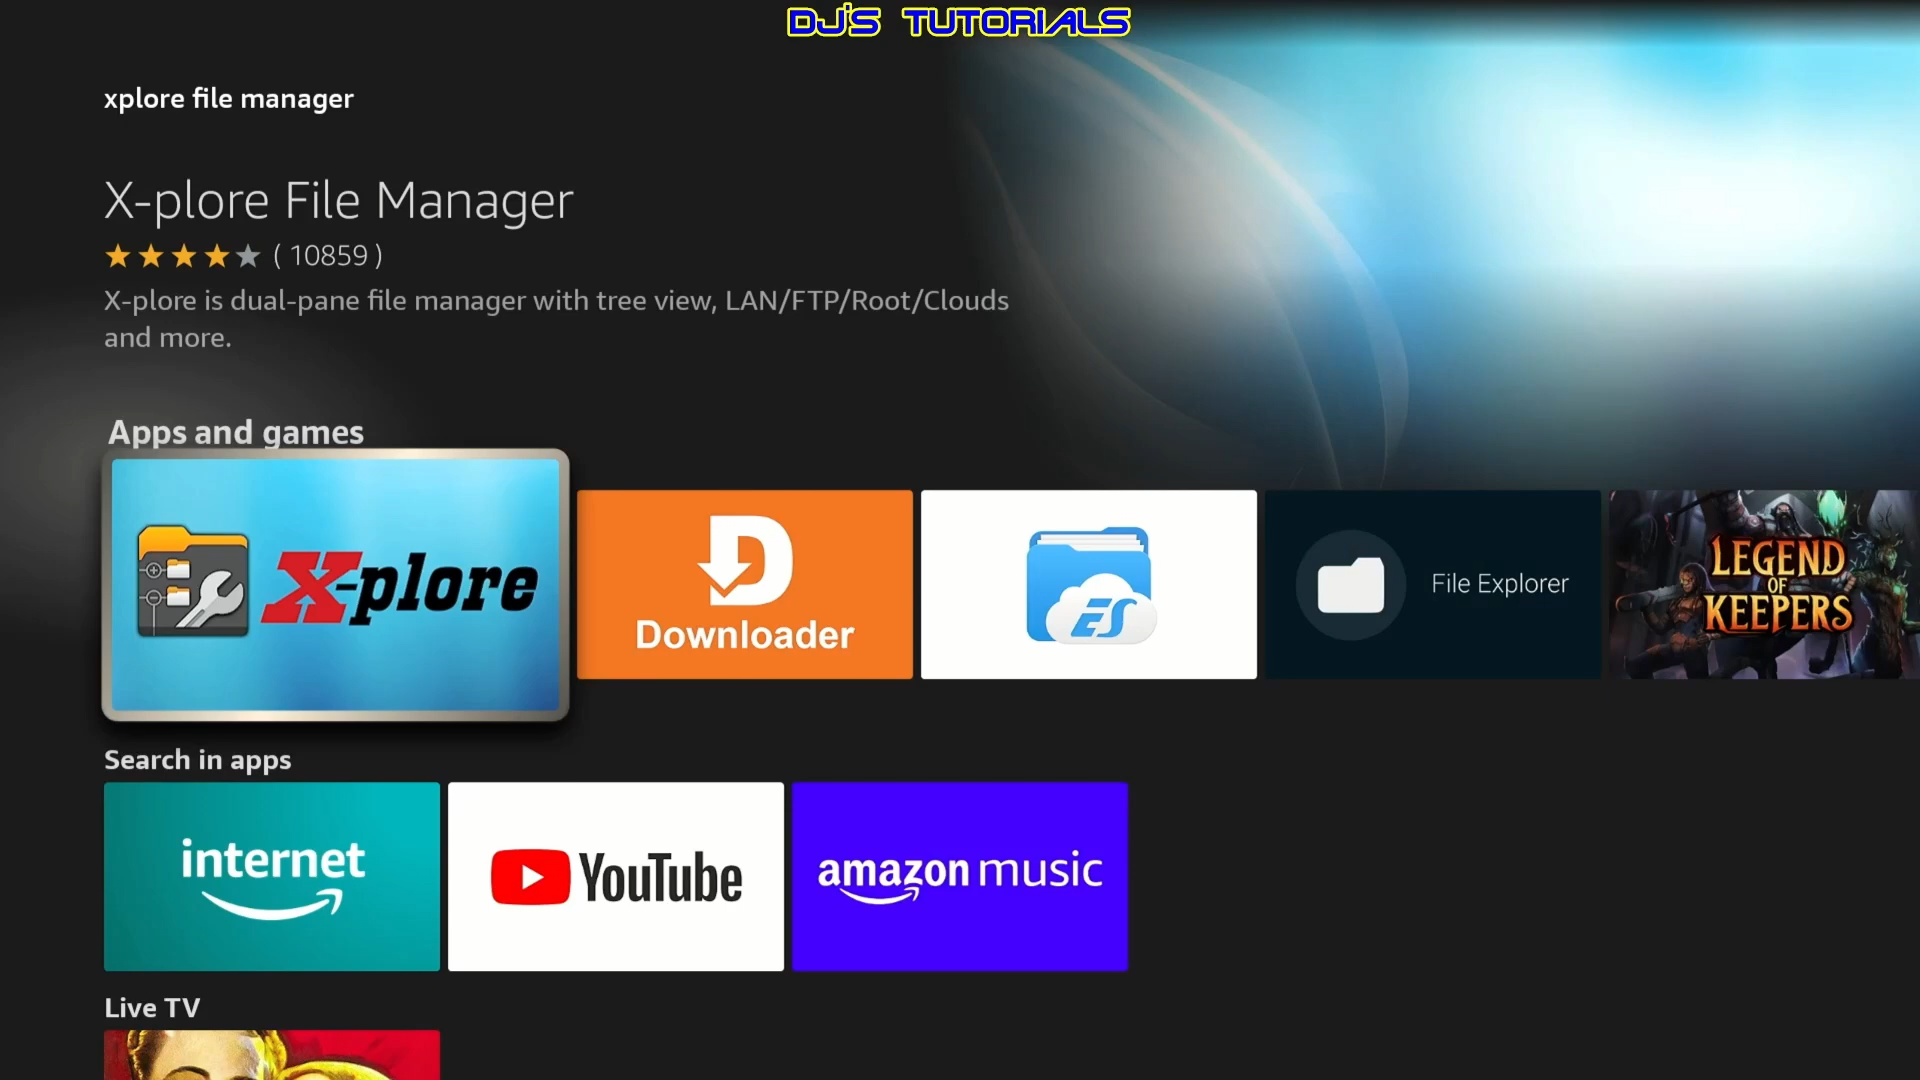 DJ'S TUTORIALS
xplore file manager
X-plore File Manager
( 10859 )
X-plore is dual-pane file manager with tree view, LAN/FTP/Root/Clouds
and more.
Apps and games
X-plore
D
Downloader
ES
File Explorer
LEGEND
OF
KEEPERS
Search in apps
internet
YouTube
amazon music
Live TV